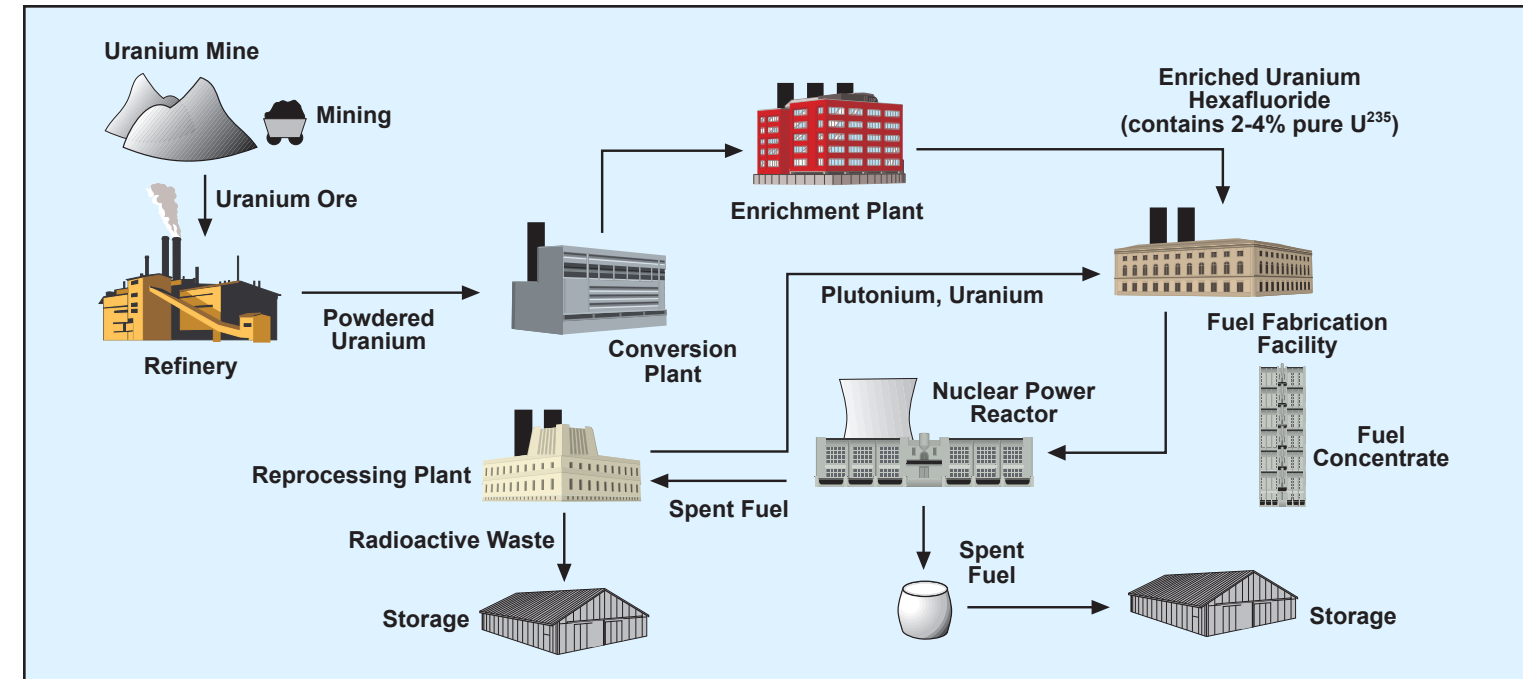 Uranium Mine
Mining
Uranium Ore
Refinery
Powdered
Uranium
Conversion
Plant
Enrichment Plant
Enriched Uranium
Hexafluoride
(contains 2-4% pure U²³⁵)
Plutonium, Uranium
Fuel Fabrication
Facility
Fuel
Concentrate
Nuclear Power
Reactor
Reprocessing Plant
Spent Fuel
Radioactive Waste
Storage
Spent
Fuel
Storage